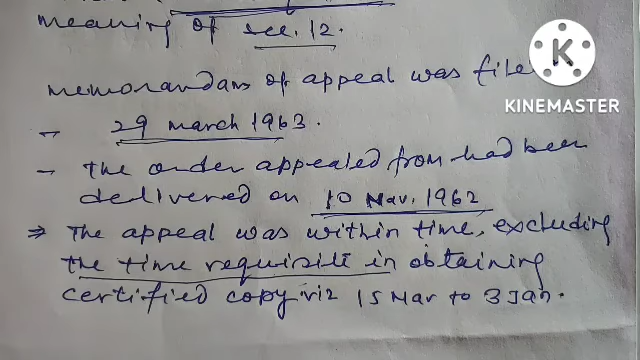 meaning of sec. 12.
memorandam of appeal was file
K
KINEMASTER
– 29 march 1963.
– The order appealed from had been
delivered on 10 Nav. 1962
⇒ The appeal was within time, excluding
the time requisite in obtaining
certified copy viz 15 Mar to 3 Jan.